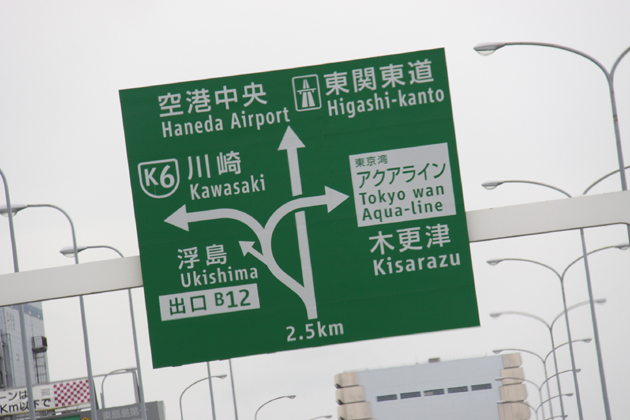 空港中央
Haneda Airport
東関東道
Higashi-kanto
K6
川崎
Kawasaki
東京湾
アクアライン
Tokyo wan
Aqua-line
浮島
Ukishima
出口 B12
木更津
Kisarazu
2.5km